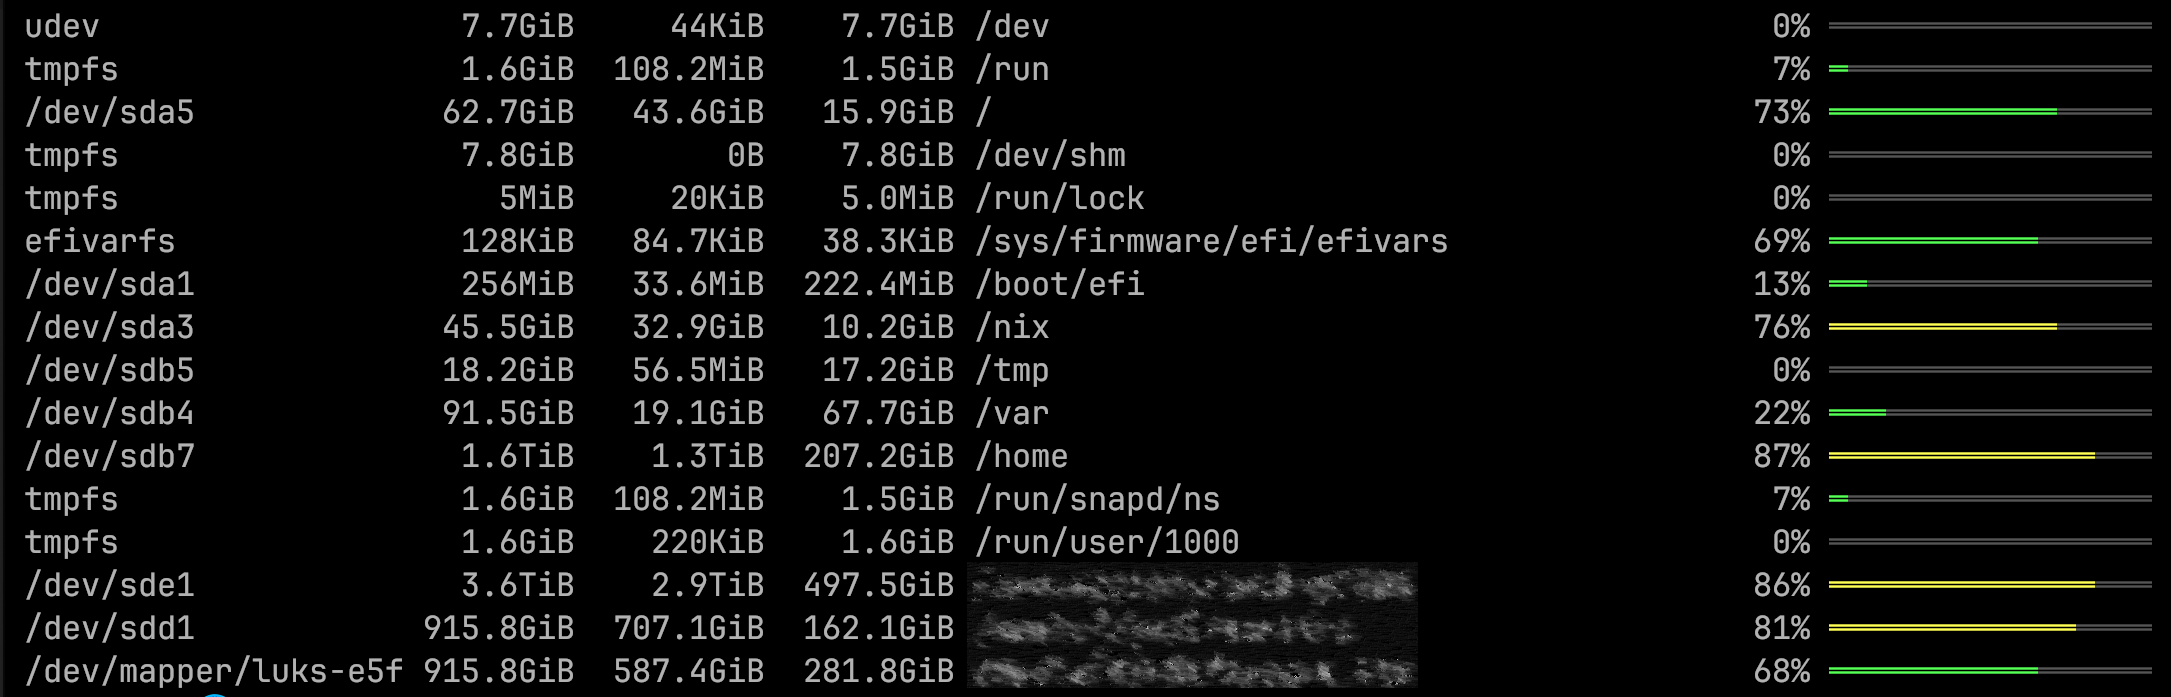 udev 7.7GiB 44KiB 7.7GiB /dev 0%
tmpfs 1.6GiB 108.2MiB 1.5GiB /run 7%
/dev/sda5 62.7GiB 43.6GiB 15.9GiB / 73%
tmpfs 7.8GiB 0B 7.8GiB /dev/shm 0%
tmpfs 5MiB 20KiB 5.0MiB /run/lock 0%
efivarfs 128KiB 84.7KiB 38.3KiB /sys/firmware/efi/efivars 69%
/dev/sda1 256MiB 33.6MiB 222.4MiB /boot/efi 13%
/dev/sda3 45.5GiB 32.9GiB 10.2GiB /nix 76%
/dev/sdb5 18.2GiB 56.5MiB 17.2GiB /tmp 0%
/dev/sdb4 91.5GiB 19.1GiB 67.7GiB /var 22%
/dev/sdb7 1.6TiB 1.3TiB 207.2GiB /home 87%
tmpfs 1.6GiB 108.2MiB 1.5GiB /run/snapd/ns 7%
tmpfs 1.6GiB 220KiB 1.6GiB /run/user/1000 0%
/dev/sde1 3.6TiB 2.9TiB 497.5GiB 86%
/dev/sdd1 915.8GiB 707.1GiB 162.1GiB 81%
/dev/mapper/luks-e5f 915.8GiB 587.4GiB 281.8GiB 68%